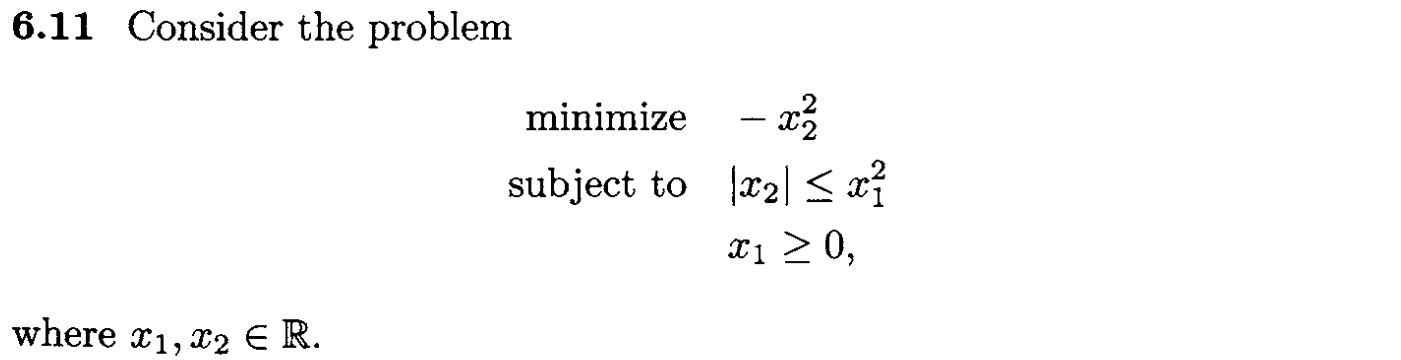 6.11 Consider the problem
minimize − x₂²
subject to |x₂| ≤ x₁²
x₁ ≥ 0,
where x₁, x₂ ∈ ℝ.